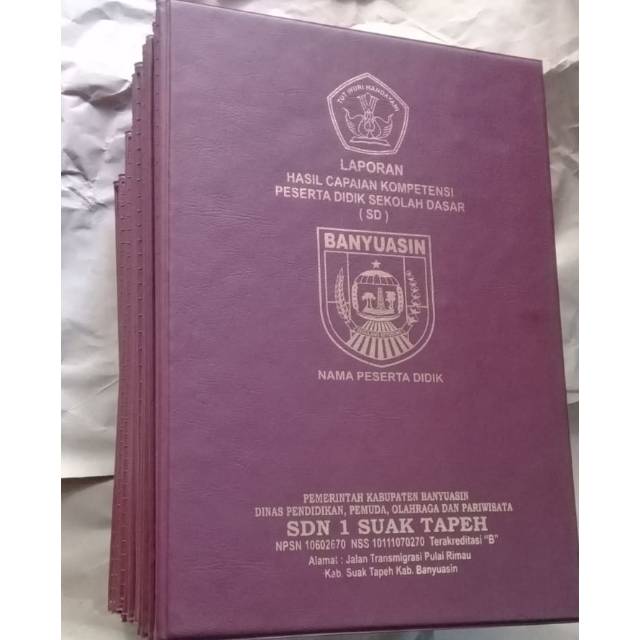 TUT WURI HANDAYANI
LAPORAN
HASIL CAPAIAN KOMPETENSI
PESERTA DIDIK SEKOLAH DASAR
( SD )
BANYUASIN
NAMA PESERTA DIDIK
PEMERINTAH KABUPATEN BANYUASIN
DINAS PENDIDIKAN, PEMUDA, OLAHRAGA DAN PARIWISATA
SDN 1 SUAK TAPEH
NPSN 10602670 NSS 10111070270 Terakreditasi "B"
Alamat : Jalan Transmigrasi Pulai Rimau
Kab. Suak Tapeh Kab. Banyuasin